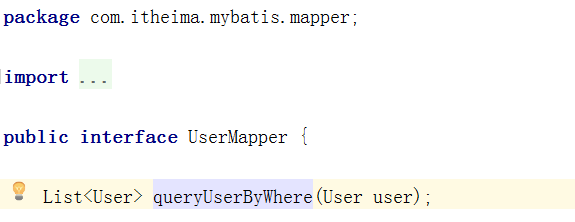 package com.itheima.mybatis.mapper;
import ...
public interface UserMapper {
List<User> queryUserByWhere(User user);